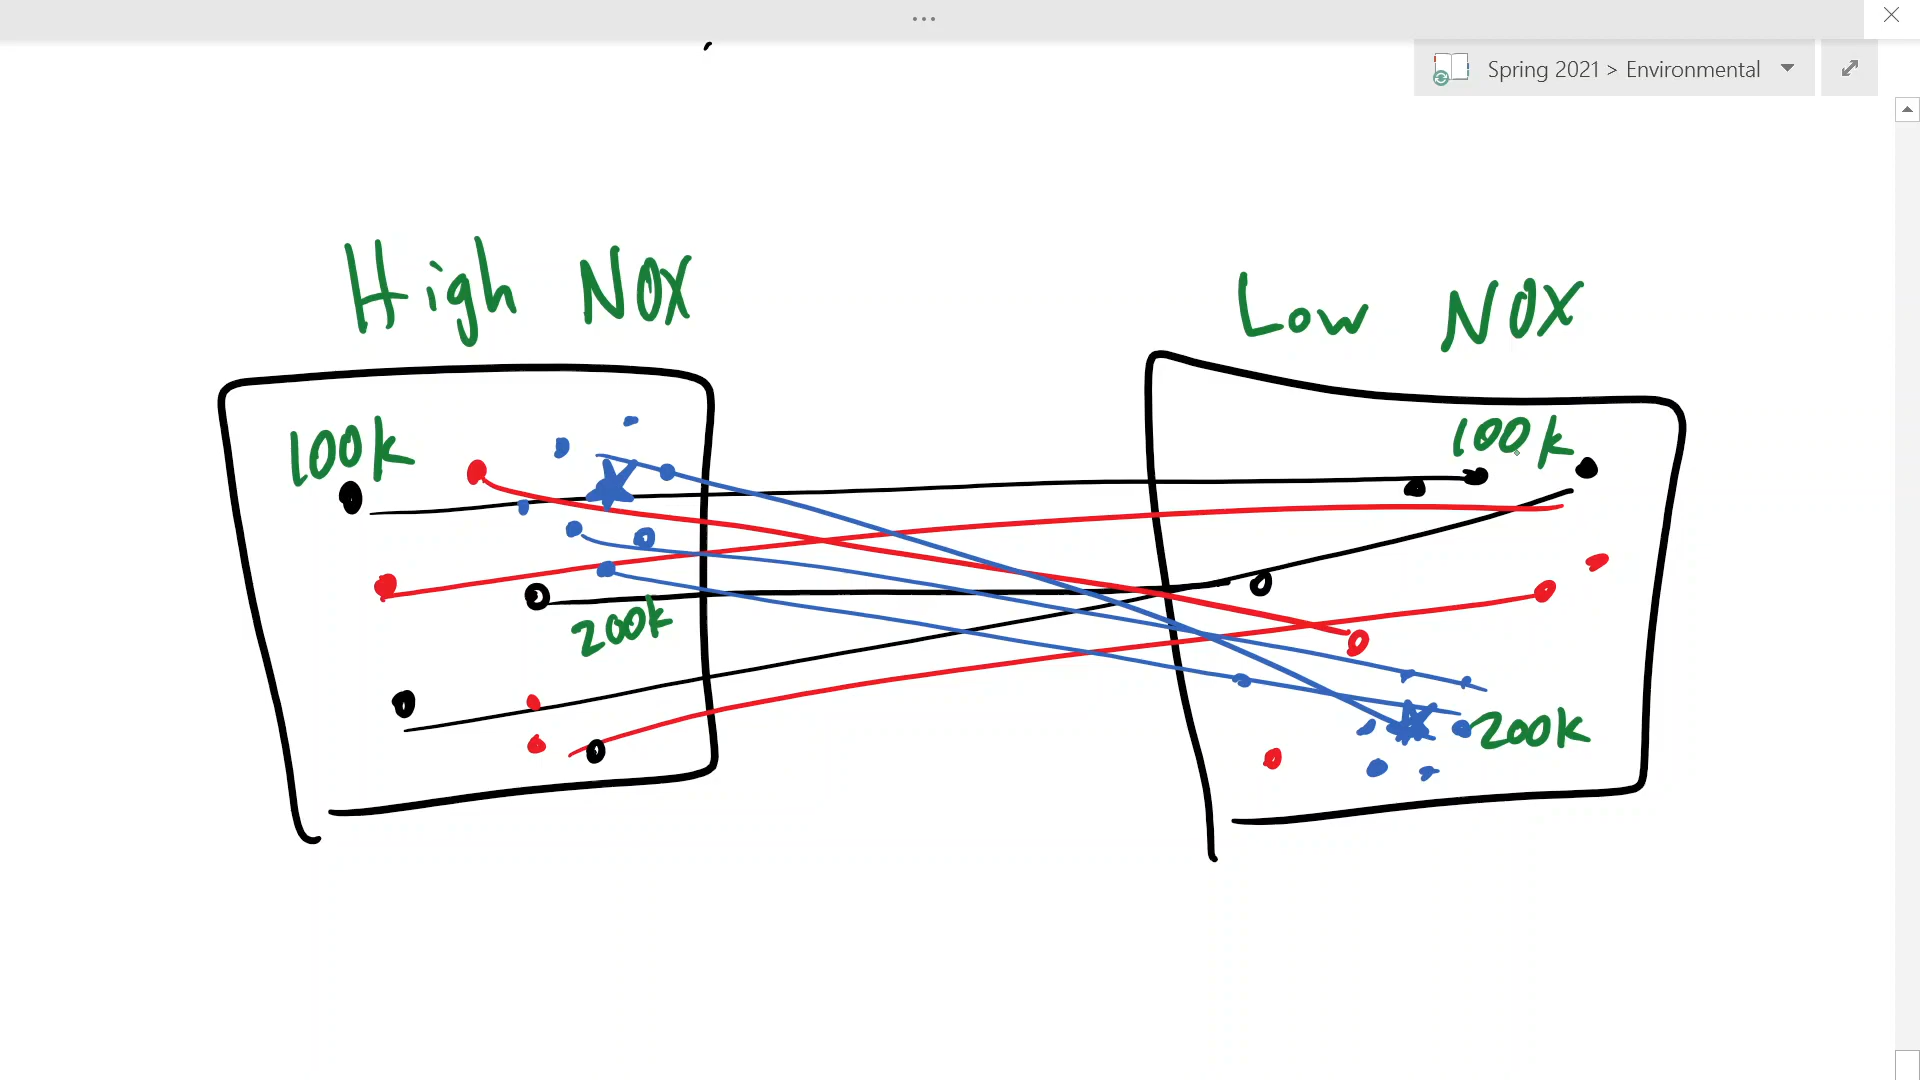 Spring 2021 > Environmental
High NOX
Low NOX
100k
100k
200k
200k